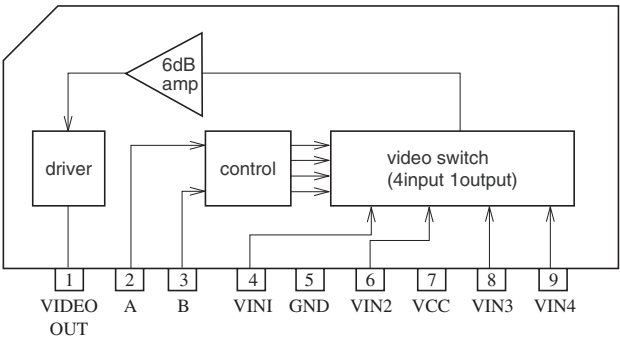 6dB
amp
driver
control
video switch
(4input 1output)
1 2 3 4 5 6 7 8 9
VIDEO A B VINI GND VIN2 VCC VIN3 VIN4
OUT